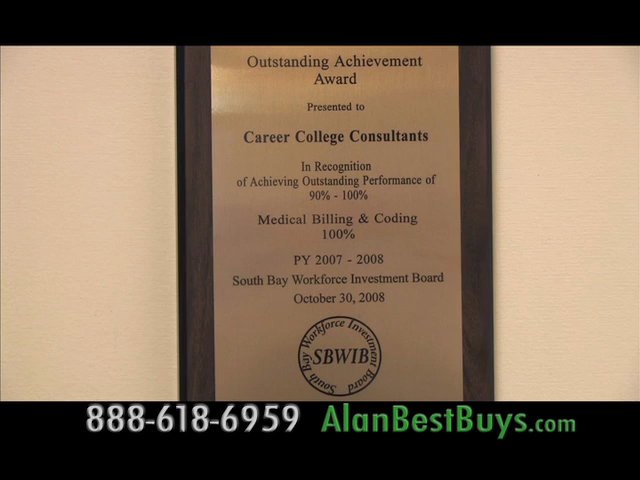 Outstanding Achievement
Award
Presented to
Career College Consultants
In Recognition
of Achieving Outstanding Performance of
90% - 100%
Medical Billing & Coding
100%
PY 2007 - 2008
South Bay Workforce Investment Board
October 30, 2008
South Bay Workforce Investment Board
SBWIB
888-618-6959 AlanBestBuys.com